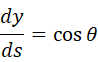 dy/ds = cos θ